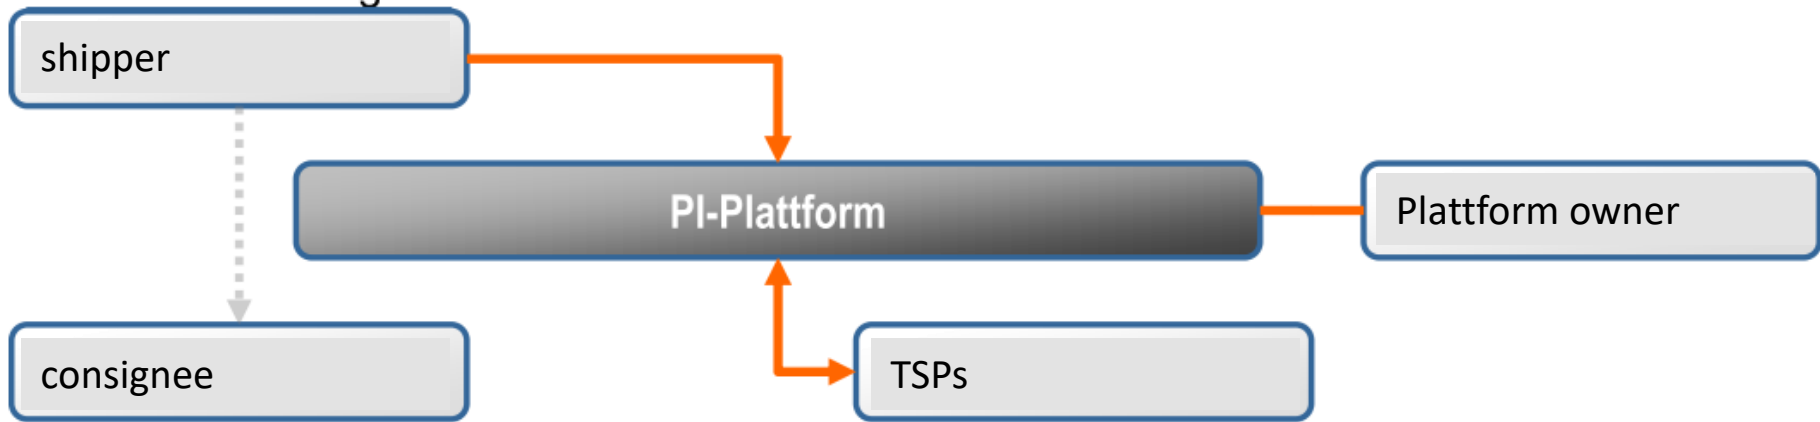 shipper
PI-Plattform
Plattform owner
consignee
TSPs